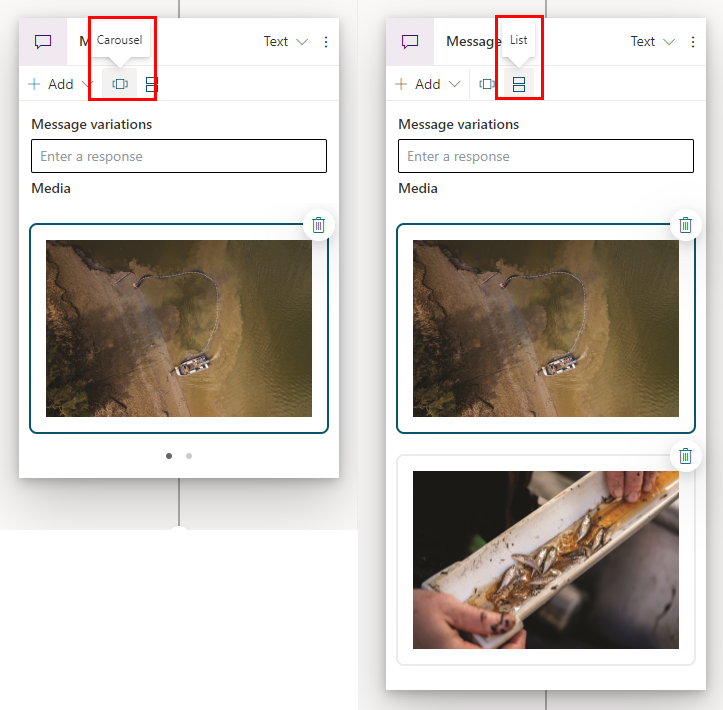 M
Carousel
Text
Add
Message variations
Enter a response
Media
Message
List
Text
Add
Message variations
Enter a response
Media